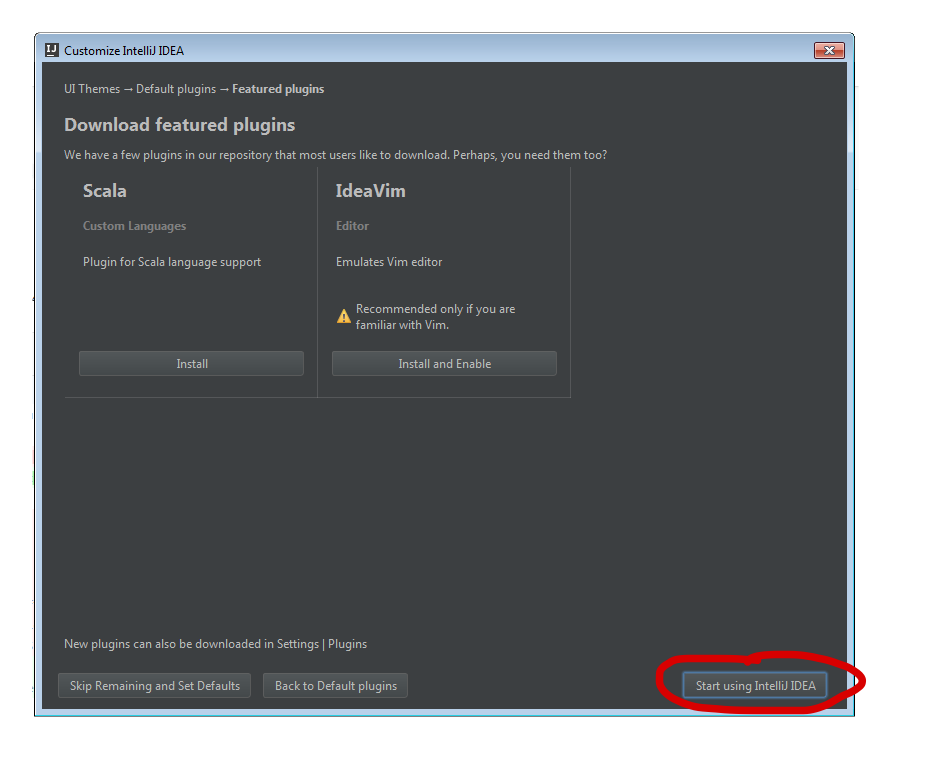 IJ
Customize IntelliJ IDEA
UI Themes → Default plugins → Featured plugins
Download featured plugins
We have a few plugins in our repository that most users like to download. Perhaps, you need them too?
Scala
Custom Languages
Plugin for Scala language support
Install
IdeaVim
Editor
Emulates Vim editor
Recommended only if you are
familiar with Vim.
Install and Enable
New plugins can also be downloaded in Settings | Plugins
Skip Remaining and Set Defaults
Back to Default plugins
Start using IntelliJ IDEA